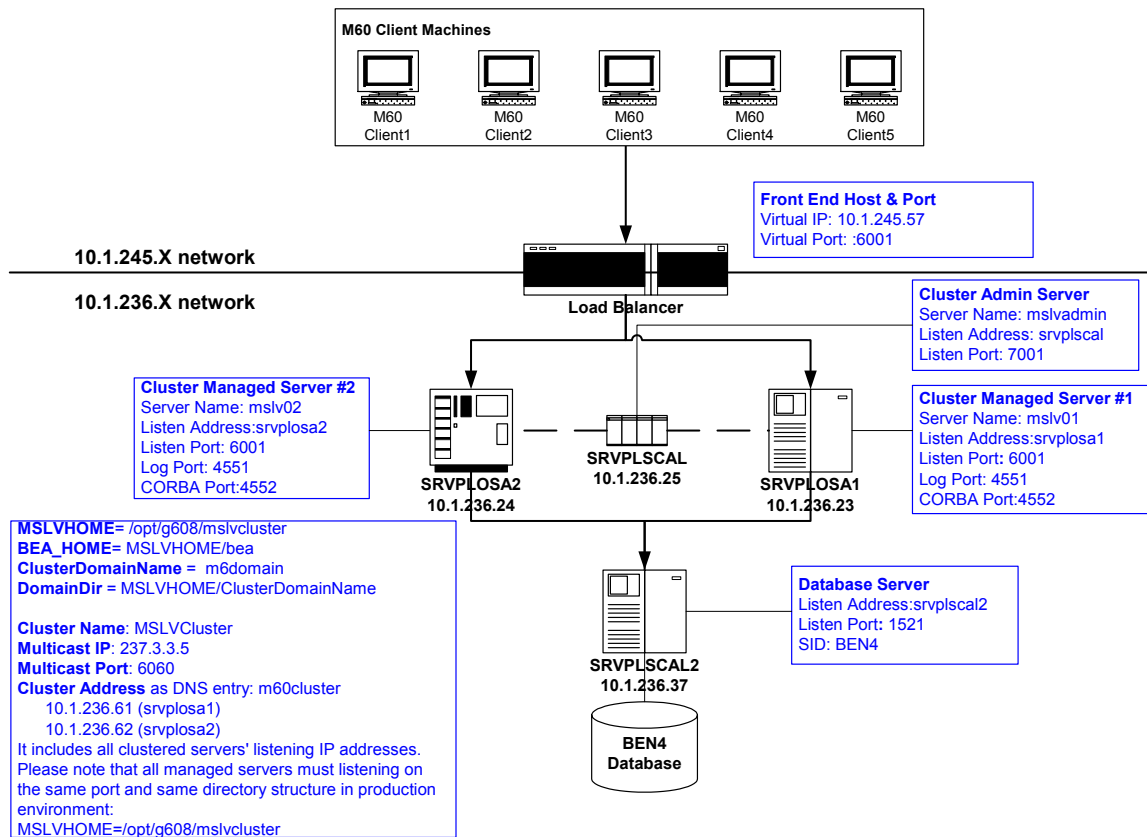 M60 Client Machines
M60
Client1
M60
Client2
M60
Client3
M60
Client4
M60
Client5
Front End Host & Port
Virtual IP: 10.1.245.57
Virtual Port: :6001
10.1.245.X network
10.1.236.X network
Load Balancer
Cluster Admin Server
Server Name: mslvadmin
Listen Address: srvplscal
Listen Port: 7001
Cluster Managed Server #2
Server Name: mslv02
Listen Address:srvplosa2
Listen Port: 6001
Log Port: 4551
CORBA Port:4552
Cluster Managed Server #1
Server Name: mslv01
Listen Address:srvplosa1
Listen Port: 6001
Log Port: 4551
CORBA Port:4552
SRVPLSCAL
10.1.236.25
SRVPLOSA2
10.1.236.24
SRVPLOSA1
10.1.236.23
MSLVHOME= /opt/g608/mslvcluster
BEA_HOME= MSLVHOME/bea
ClusterDomainName = m6domain
DomainDir = MSLVHOME/ClusterDomainName
Cluster Name: MSLVCluster
Multicast IP: 237.3.3.5
Multicast Port: 6060
Cluster Address as DNS entry: m60cluster
10.1.236.61 (srvplosa1)
10.1.236.62 (srvplosa2)
It includes all clustered servers' listening IP addresses.
Please note that all managed servers must listening on
the same port and same directory structure in production
environment:
MSLVHOME=/opt/g608/mslvcluster
Database Server
Listen Address:srvplscal2
Listen Port: 1521
SID: BEN4
SRVPLSCAL2
10.1.236.37
BEN4
Database